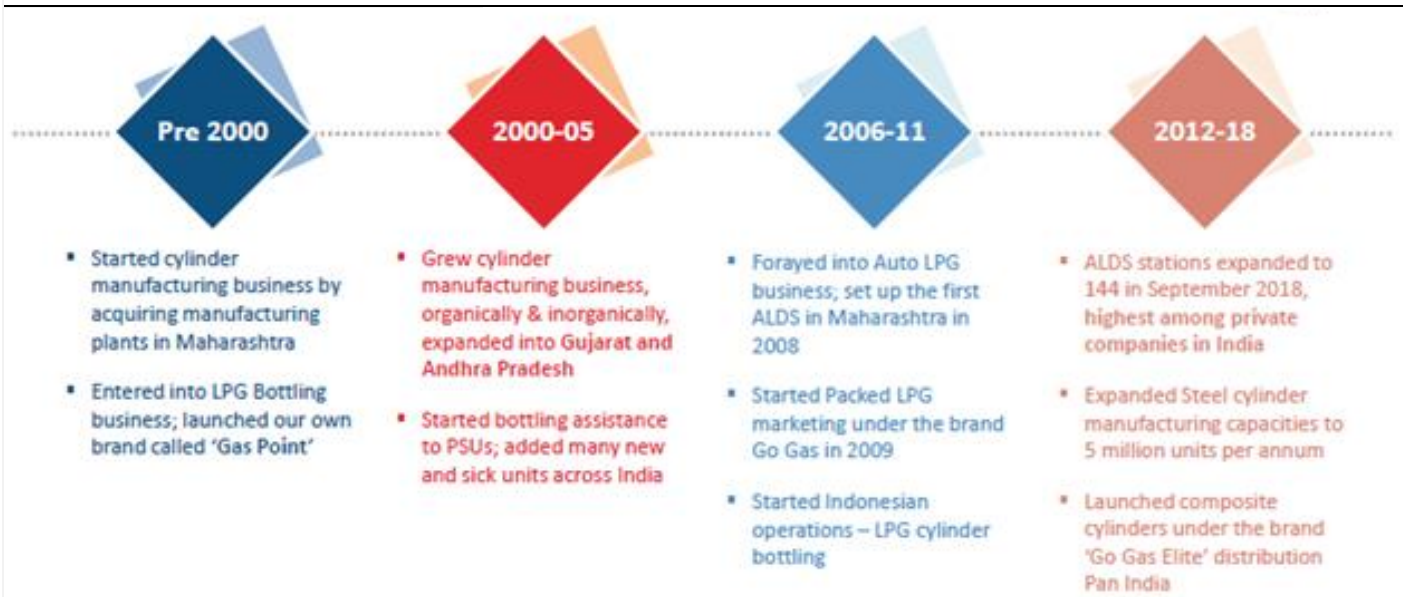 Pre 2000
2000-05
2006-11
2012-18
▪ Started cylinder
manufacturing business by
acquiring manufacturing
plants in Maharashtra
▪ Entered into LPG Bottling
business; launched our own
brand called ‘Gas Point’
▪ Grew cylinder
manufacturing business,
organically & inorganically,
expanded into Gujarat and
Andhra Pradesh
▪ Started bottling assistance
to PSUs; added many new
and sick units across India
▪ Forayed into Auto LPG
business; set up the first
ALDS in Maharashtra in
2008
▪ Started Packed LPG
marketing under the brand
Go Gas in 2009
▪ Started Indonesian
operations – LPG cylinder
bottling
▪ ALDS stations expanded to
144 in September 2018,
highest among private
companies in India
▪ Expanded Steel cylinder
manufacturing capacities to
5 million units per annum
▪ Launched composite
cylinders under the brand
‘Go Gas Elite’ distribution
Pan India